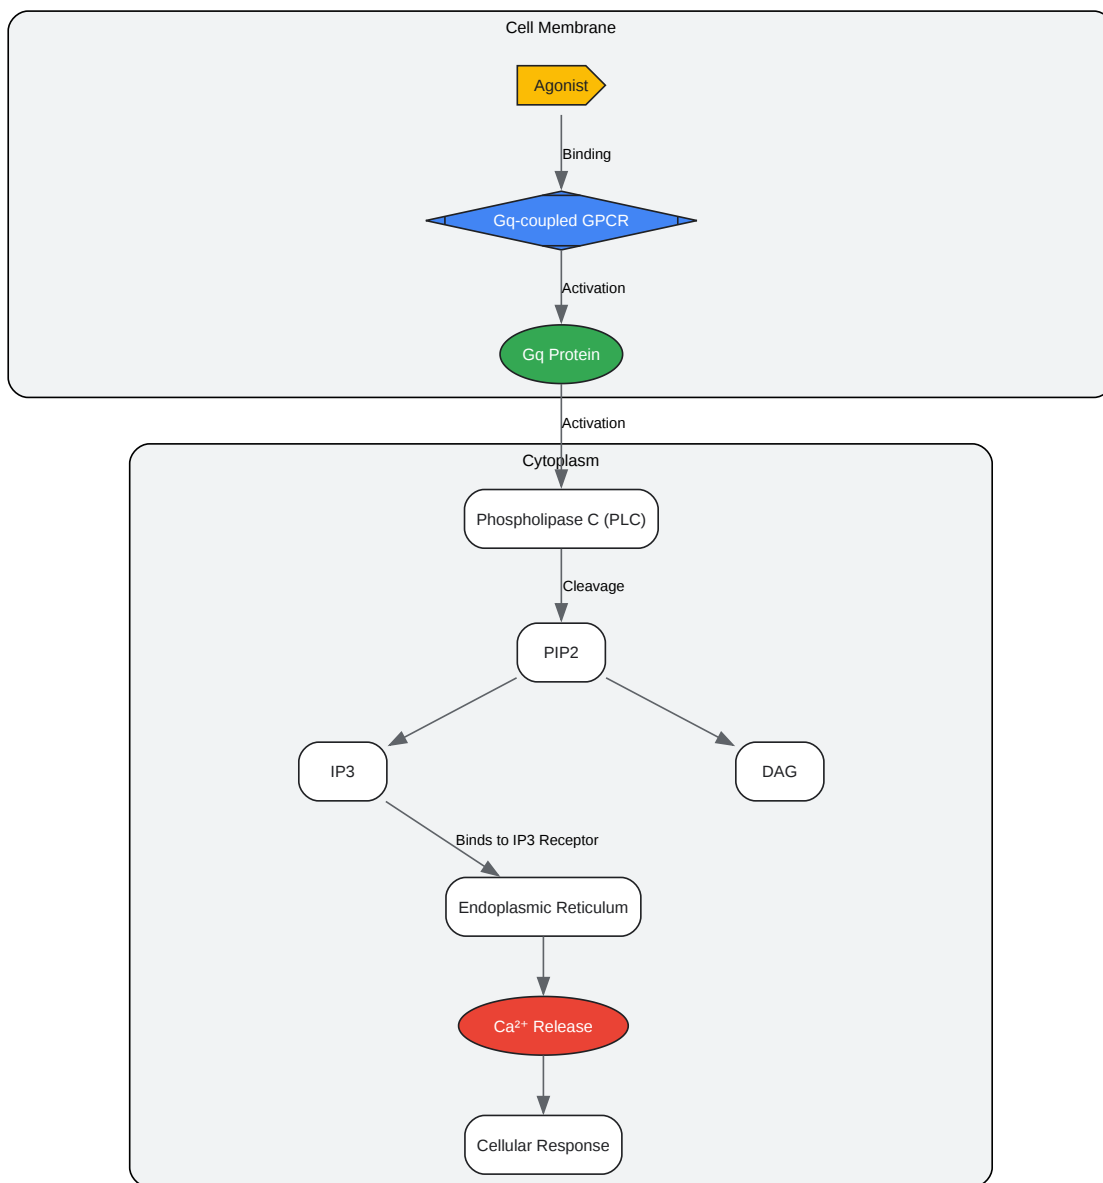 Cell Membrane
Agonist
Binding
Gq-coupled GPCR
Activation
Gq Protein
Activation
Cytoplasm
Phospholipase C (PLC)
Cleavage
PIP2
IP3
DAG
Binds to IP3 Receptor
Endoplasmic Reticulum
Ca²⁺ Release
Cellular Response